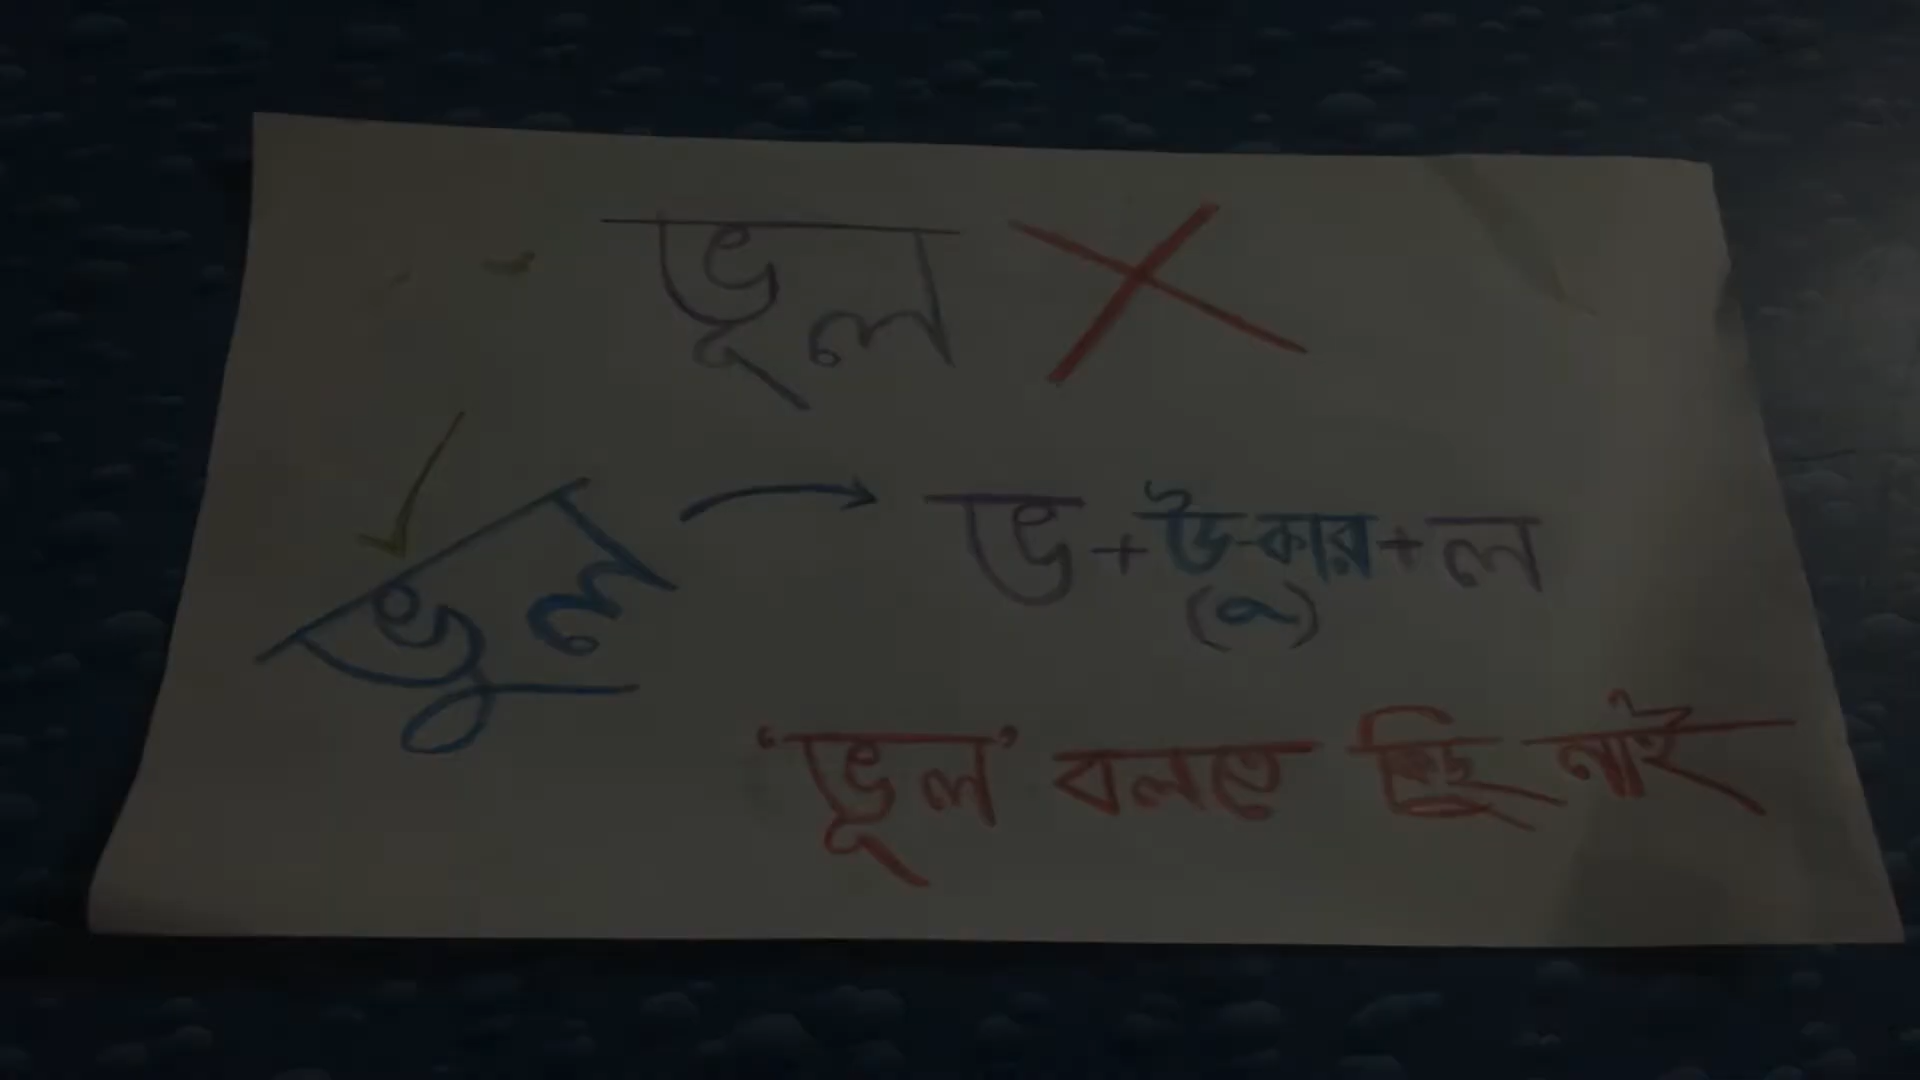 ভূল
ভুল → ভ + উ-কার + ল
(ু)
‘ভূল’ বলতে কিছু নাই